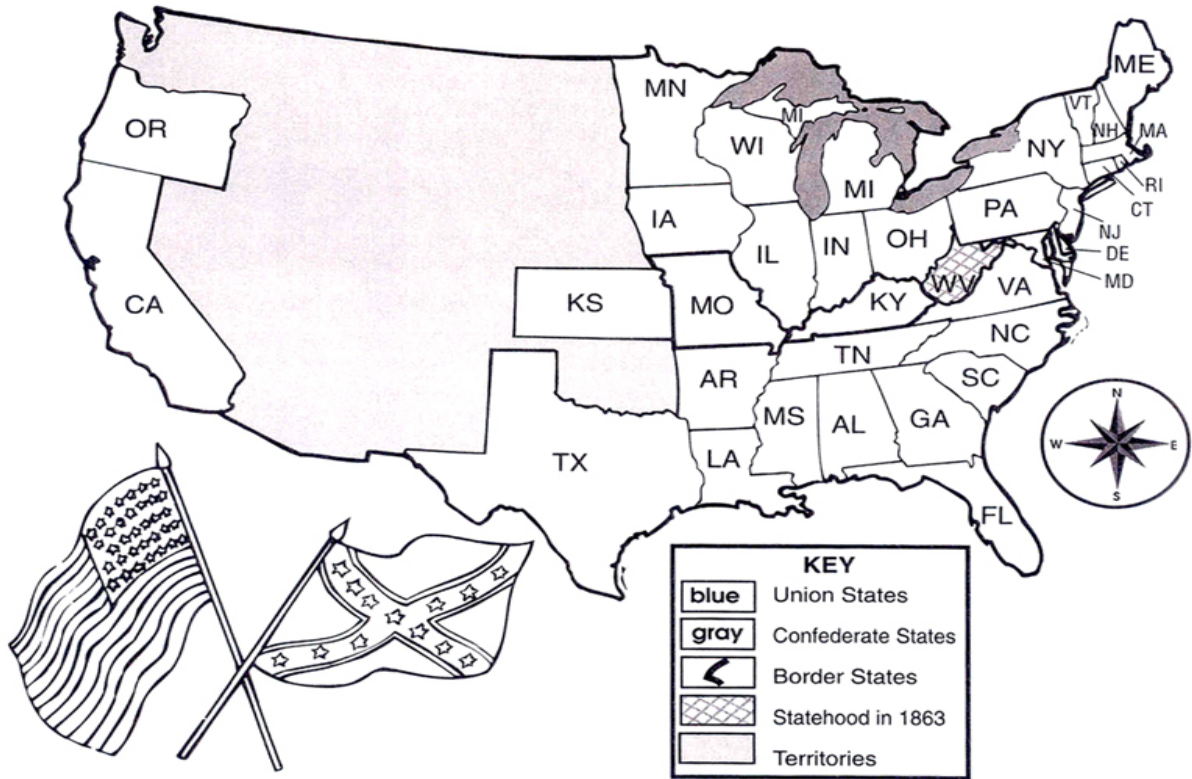 ME
MN
VT
OR
MI
NH
MA
WI
NY
MI
RI
PA
CT
IA
NJ
OH
IL
IN
DE
WV
MD
VA
KS
MO
KY
CA
NC
TN
AR
SC
N
MS
AL
GA
W
E
TX
LA
S
FL
KEY
blue Union States
gray Confederate States
Border States
Statehood in 1863
Territories